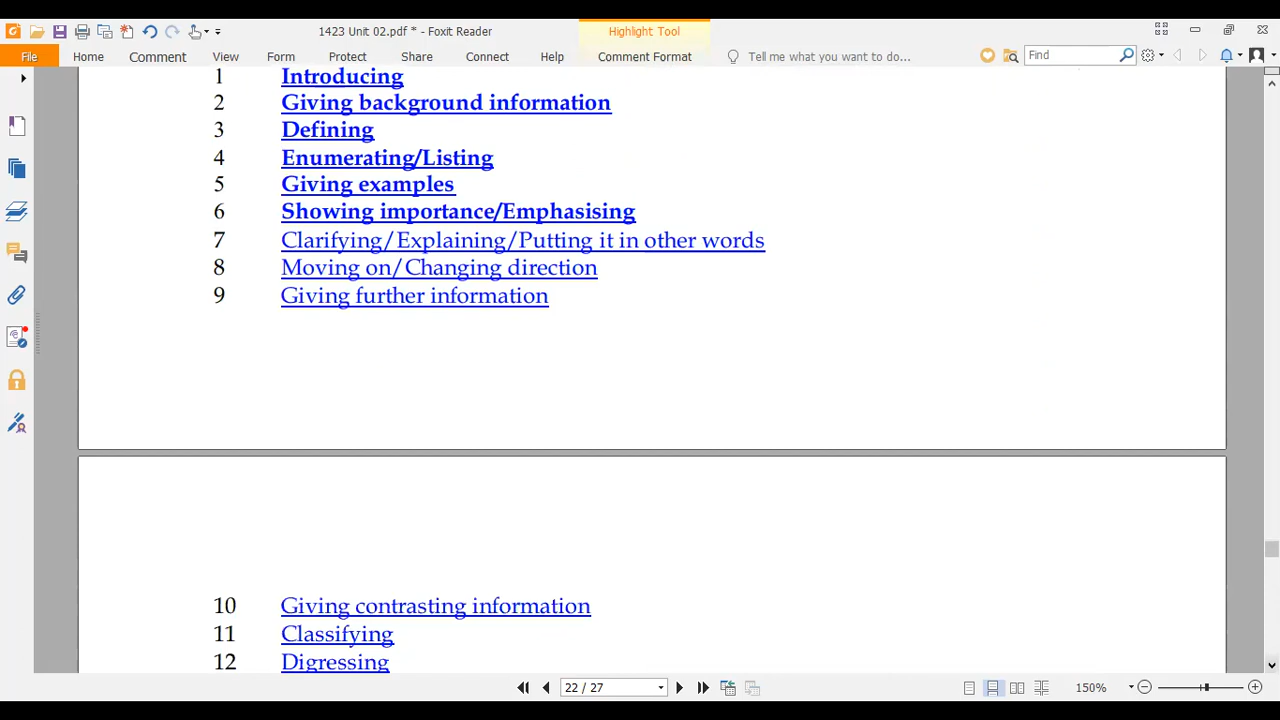 1423 Unit 02.pdf * - Foxit Reader
Highlight Tool
File Home Comment View Form Protect Share Connect Help Comment Format Tell me what you want to do... Find
1 Introducing
2 Giving background information
3 Defining
4 Enumerating/Listing
5 Giving examples
6 Showing importance/Emphasising
7 Clarifying/Explaining/Putting it in other words
8 Moving on/Changing direction
9 Giving further information
10 Giving contrasting information
11 Classifying
12 Digressing
22 / 27 150%